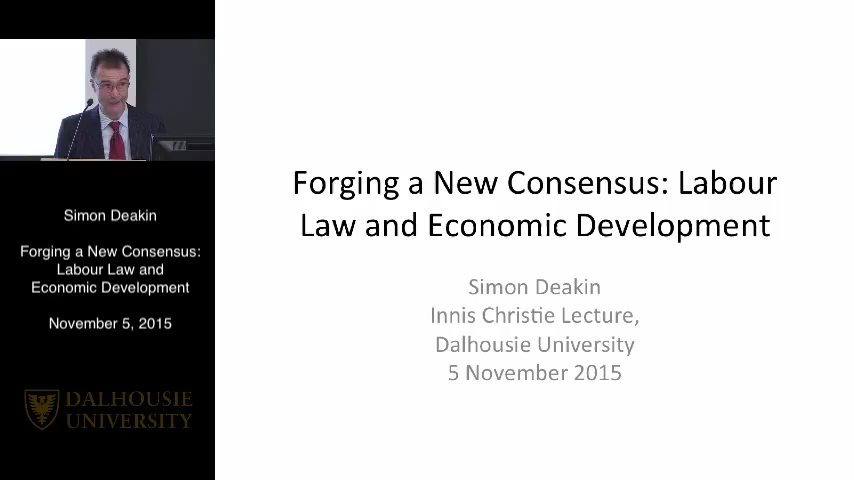 Simon Deakin
Forging a New Consensus:
Labour Law and
Economic Development
November 5, 2015
DALHOUSIE
UNIVERSITY
Forging a New Consensus: Labour
Law and Economic Development
Simon Deakin
Innis Christie Lecture,
Dalhousie University
5 November 2015